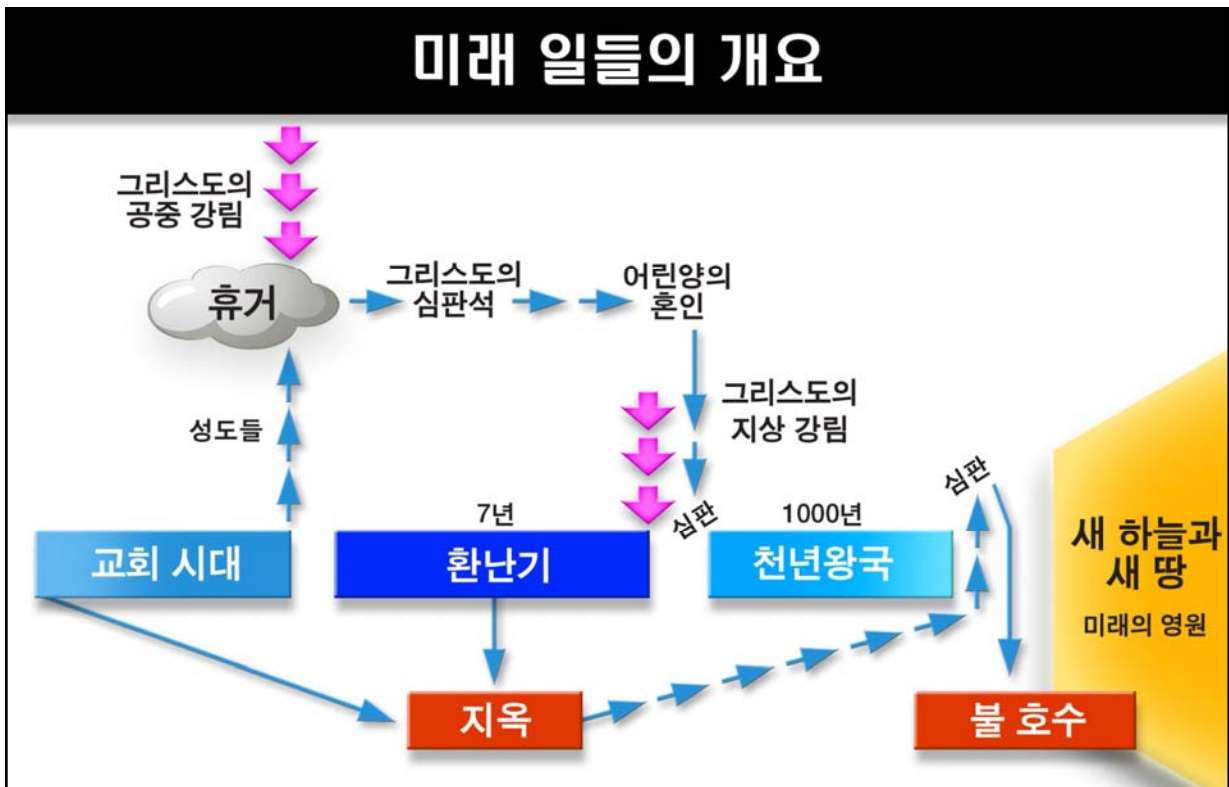 미래 일들의 개요
그리스도의
공중 강림
휴거
그리스도의
심판석
어린양의
혼인
성도들
그리스도의
지상 강림
심판
심판
7년
1000년
교회 시대
환난기
천년왕국
새 하늘과
새 땅
미래의 영원
지옥
불 호수